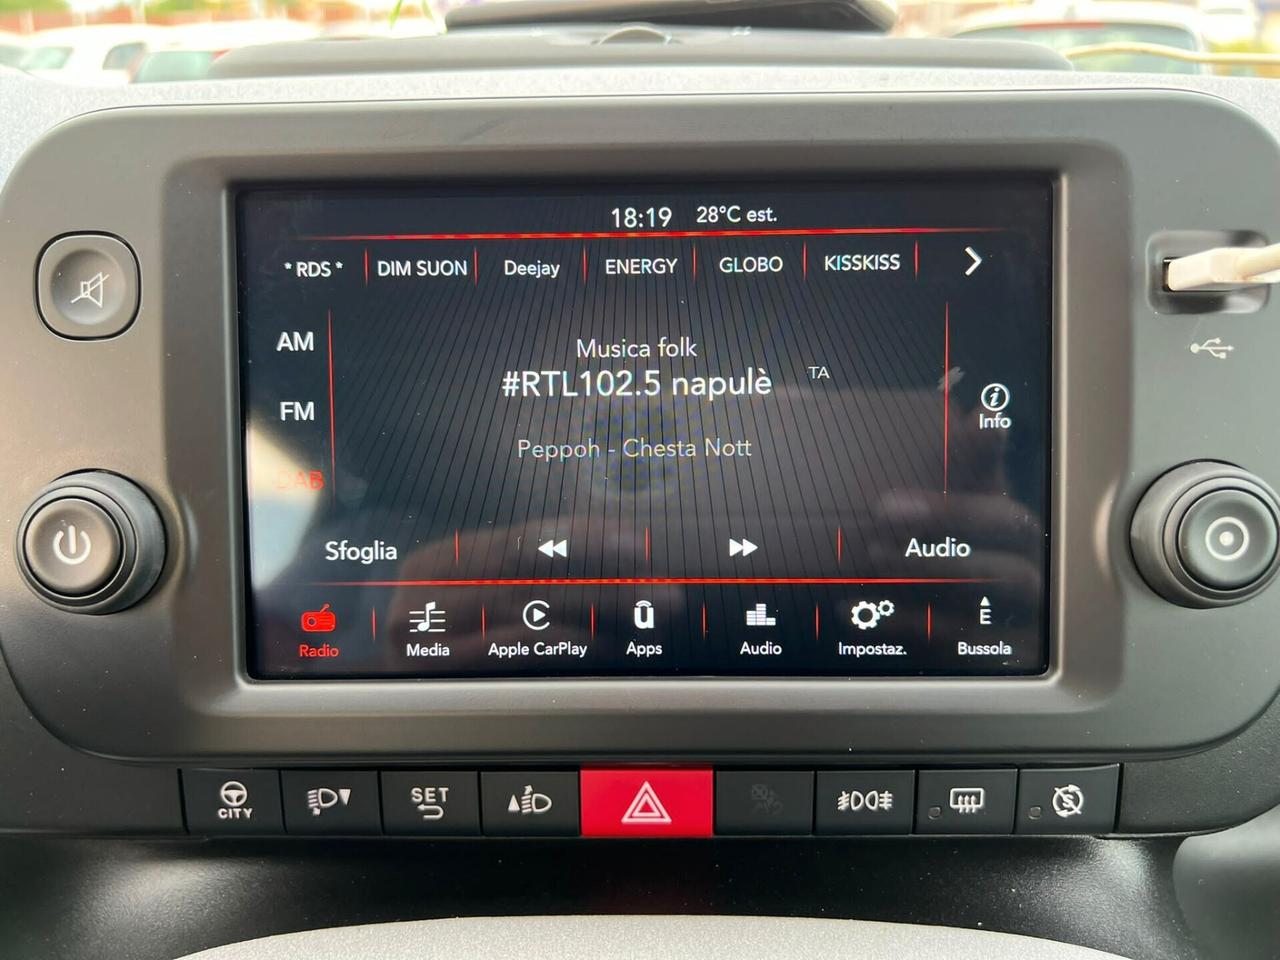 18:19 28°C est.
* RDS * DIM SUON Deejay ENERGY GLOBO KISSKISS
AM
Musica folk
#RTL102.5 napulè TA
FM
Info
Peppoh - Chesta Nott
DAB
Sfoglia Audio
E
Radio Media Apple CarPlay Apps Audio Impostaz. Bussola
CITY SET